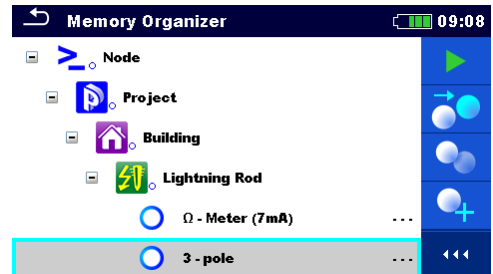 Memory Organizer 09:08
Node
Project
Building
Lightning Rod
Ω - Meter (7mA) ...
3 - pole ...